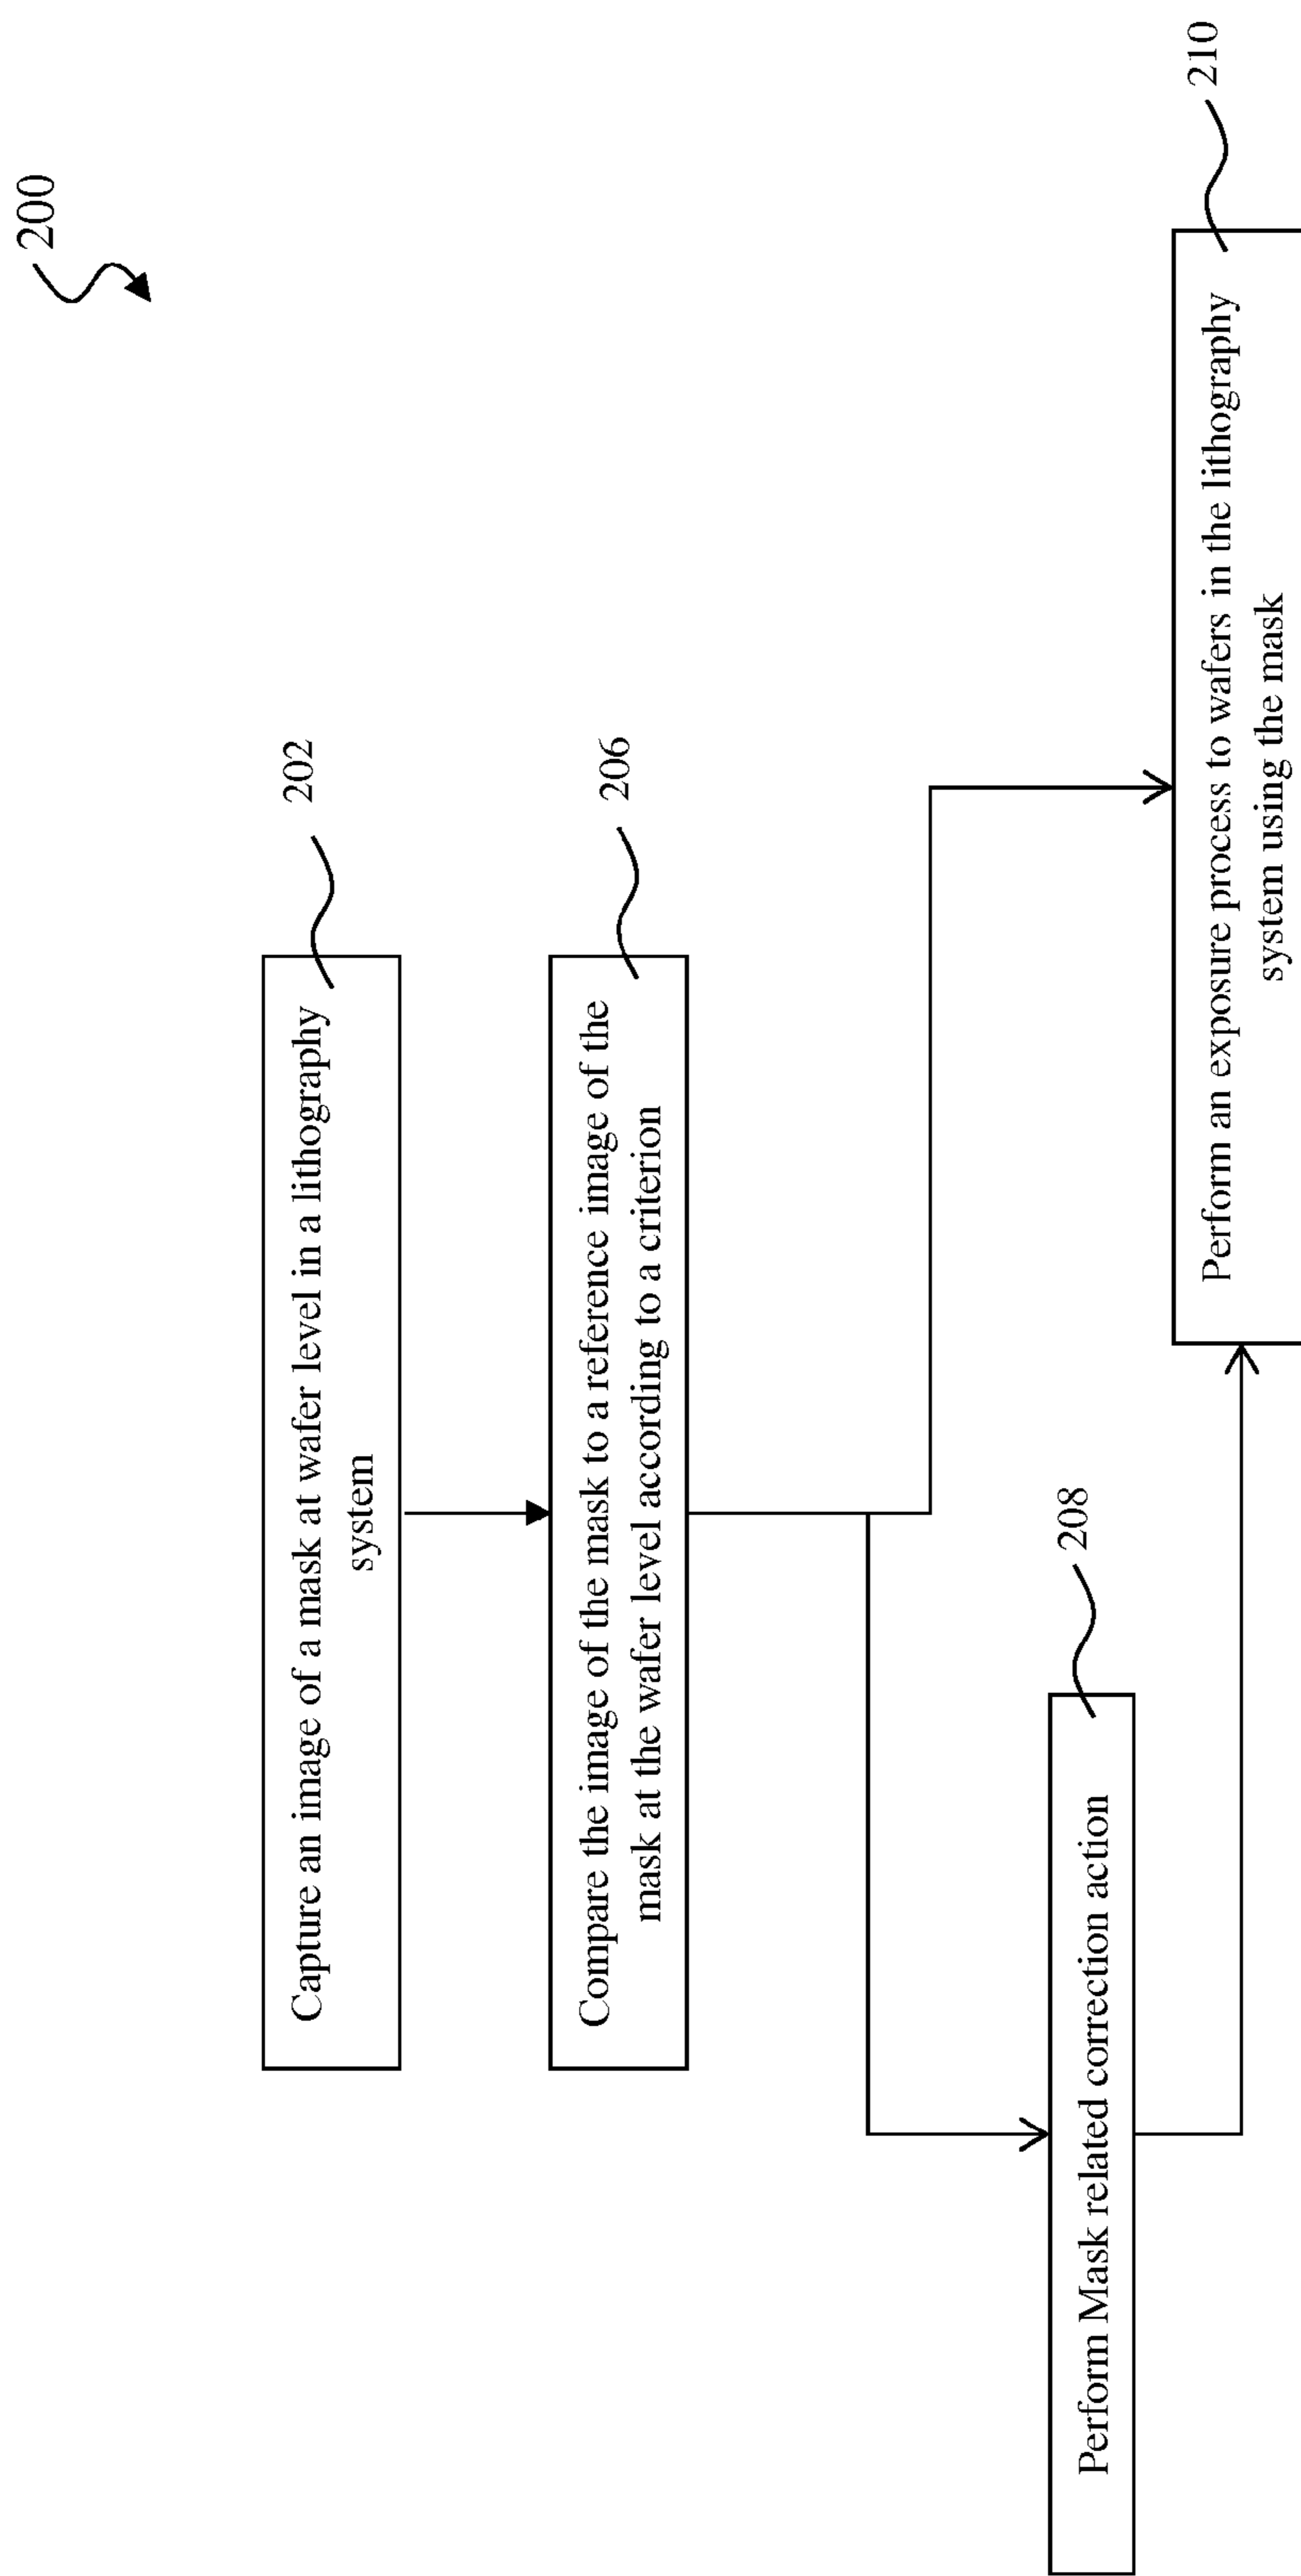 200
Capture an image of a mask at wafer level in a lithography
system
202
Compare the image of the mask to a reference image of the
mask at the wafer level according to a criterion
206
Perform Mask related correction action
208
Perform an exposure process to wafers in the lithography
system using the mask
210